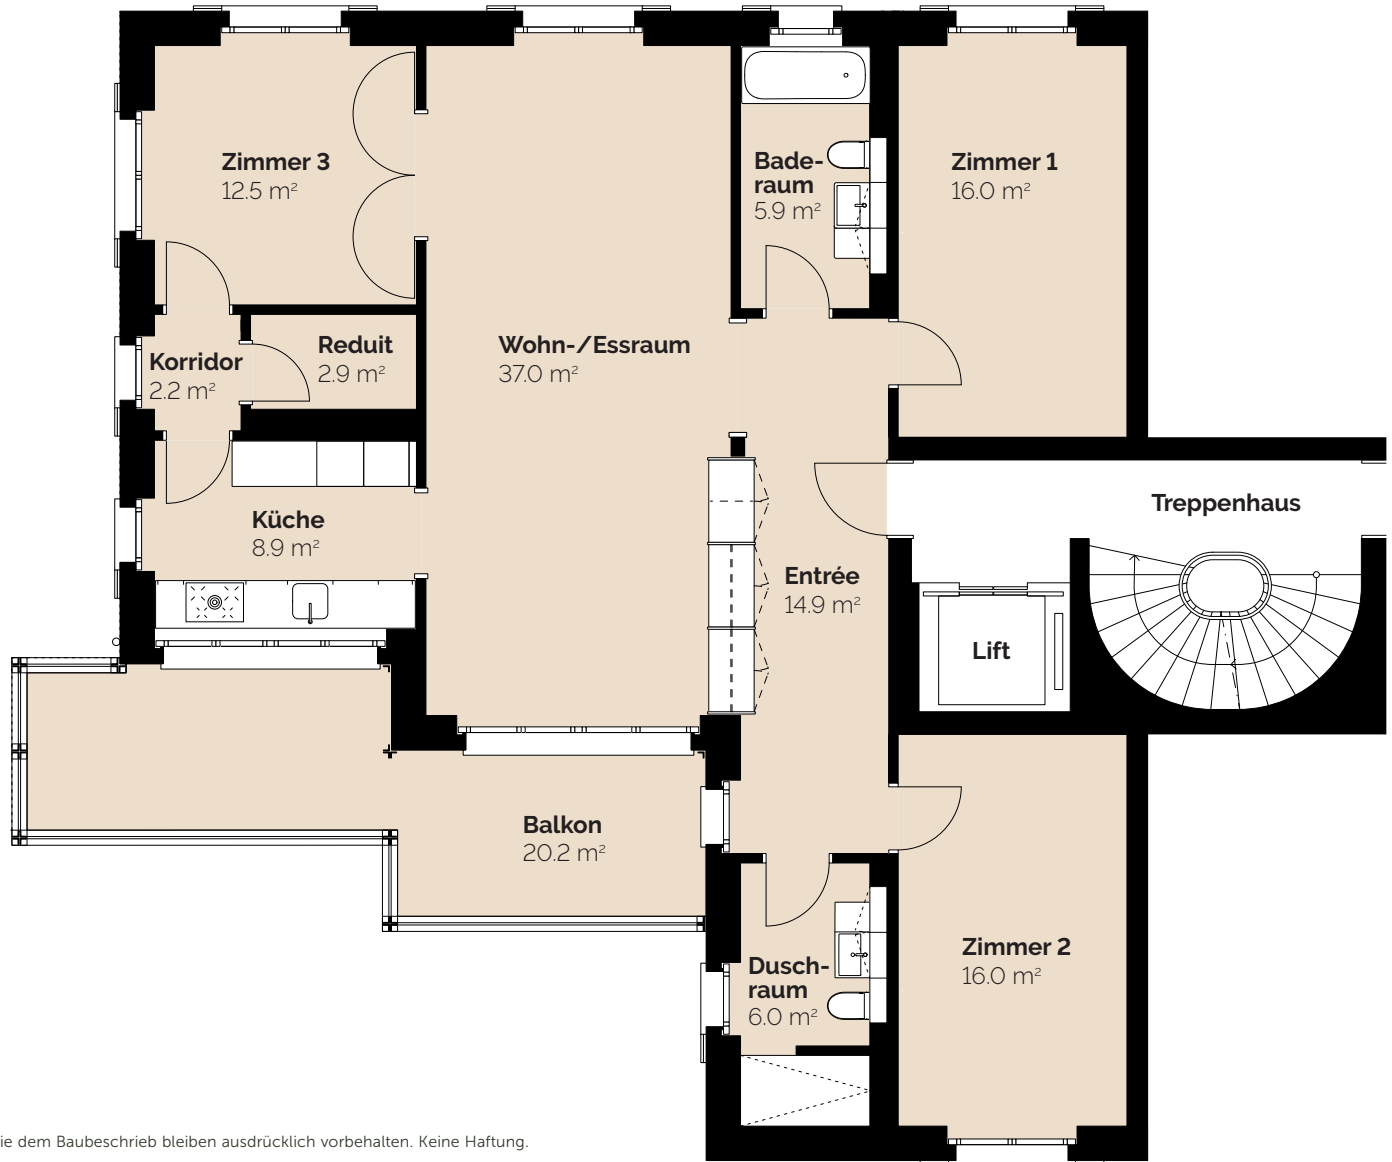 Zimmer 3
12.5 m²
Bade-
raum
5.9 m²
Zimmer 1
16.0 m²
Korridor
2.2 m²
Reduit
2.9 m²
Wohn-/Essraum
37.0 m²
Küche
8.9 m²
Treppenhaus
Entrée
14.9 m²
Lift
Balkon
20.2 m²
Dusch-
raum
6.0 m²
Zimmer 2
16.0 m²
ie dem Baubeschrieb bleiben ausdrücklich vorbehalten. Keine Haftung.